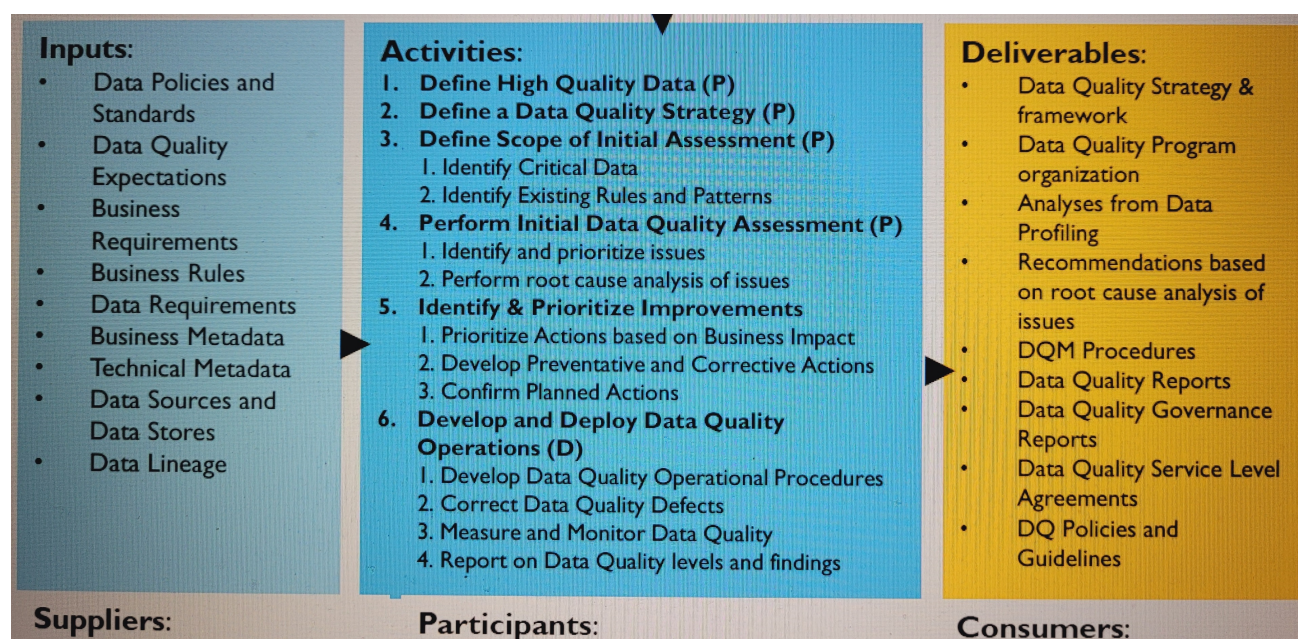 Inputs:
• Data Policies and
Standards
• Data Quality
Expectations
• Business
Requirements
• Business Rules
• Data Requirements
• Business Metadata
• Technical Metadata
• Data Sources and
Data Stores
• Data Lineage
Activities:
1. Define High Quality Data (P)
2. Define a Data Quality Strategy (P)
3. Define Scope of Initial Assessment (P)
1. Identify Critical Data
2. Identify Existing Rules and Patterns
4. Perform Initial Data Quality Assessment (P)
1. Identify and prioritize issues
2. Perform root cause analysis of issues
5. Identify & Prioritize Improvements
1. Prioritize Actions based on Business Impact
2. Develop Preventative and Corrective Actions
3. Confirm Planned Actions
6. Develop and Deploy Data Quality
Operations (D)
1. Develop Data Quality Operational Procedures
2. Correct Data Quality Defects
3. Measure and Monitor Data Quality
4. Report on Data Quality levels and findings
Deliverables:
• Data Quality Strategy &
framework
• Data Quality Program
organization
• Analyses from Data
Profiling
• Recommendations based
on root cause analysis of
issues
• DQM Procedures
• Data Quality Reports
• Data Quality Governance
Reports
• Data Quality Service Level
Agreements
• DQ Policies and
Guidelines
Suppliers:
Participants:
Consumers: